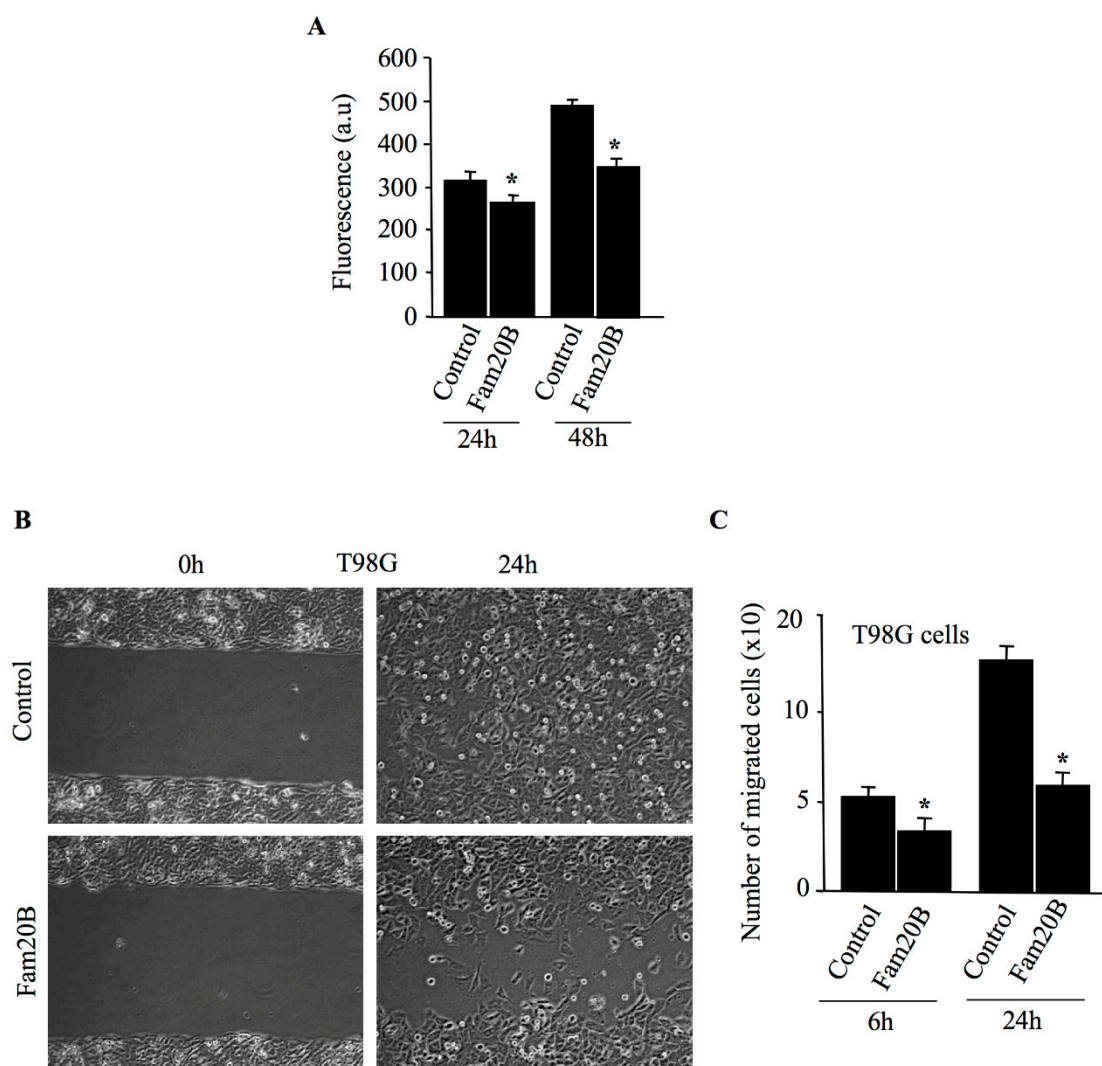 A
Fluorescence (a.u)
600
500
400
300
200
100
0
*
*
Control
Fam20B
Control
Fam20B
24h
48h
B
0h
T98G
24h
Control
Fam20B
C
Number of migrated cells (x10)
20
10
5
0
T98G cells
*
*
Control
Fam20B
Control
Fam20B
6h
24h